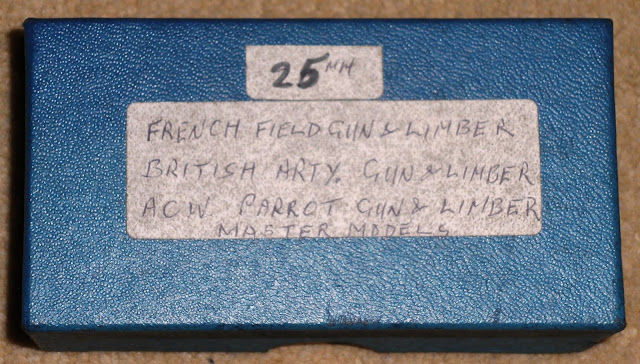 25MM
FRENCH FIELD GUN & LIMBER
BRITISH ARTY. GUN & LIMBER
ACW. PARROT GUN & LIMBER
MASTER MODELS